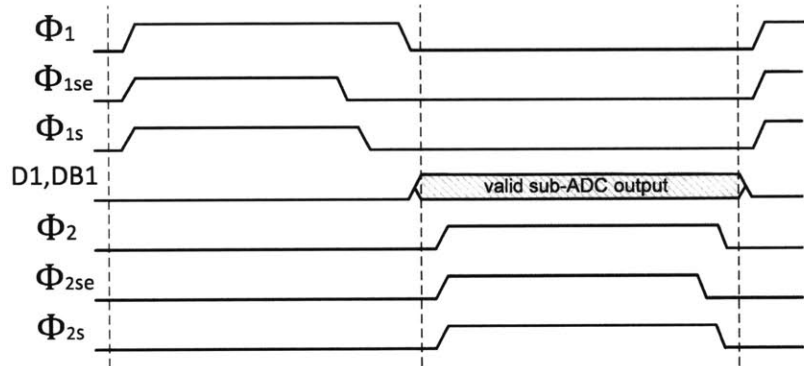 Φ1
Φ1se
Φ1s
D1,DB1
valid sub-ADC output
Φ2
Φ2se
Φ2s